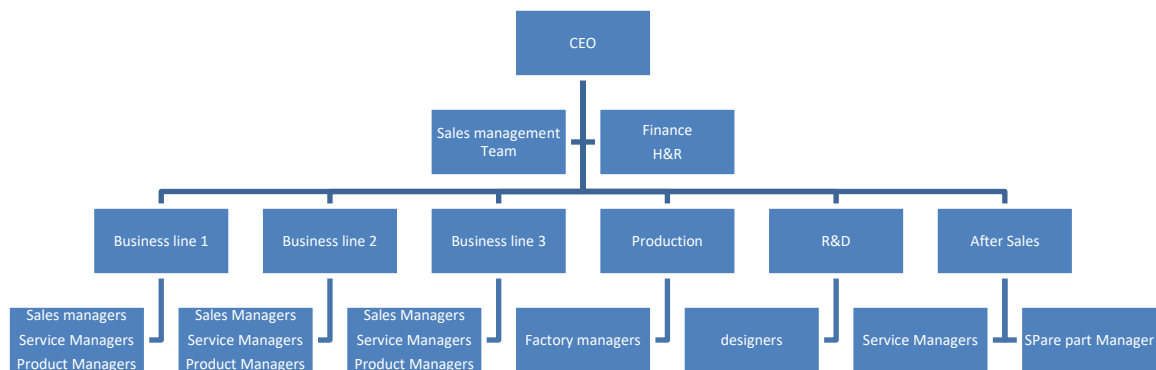 CEO
Sales management
Team
Finance
H&R
Business line 1
Business line 2
Business line 3
Production
R&D
After Sales
Sales managers
Service Managers
Product Managers
Sales Managers
Service Managers
Product Managers
Sales Managers
Service Managers
Product Managers
Factory managers
designers
Service Managers
SPare part Manager